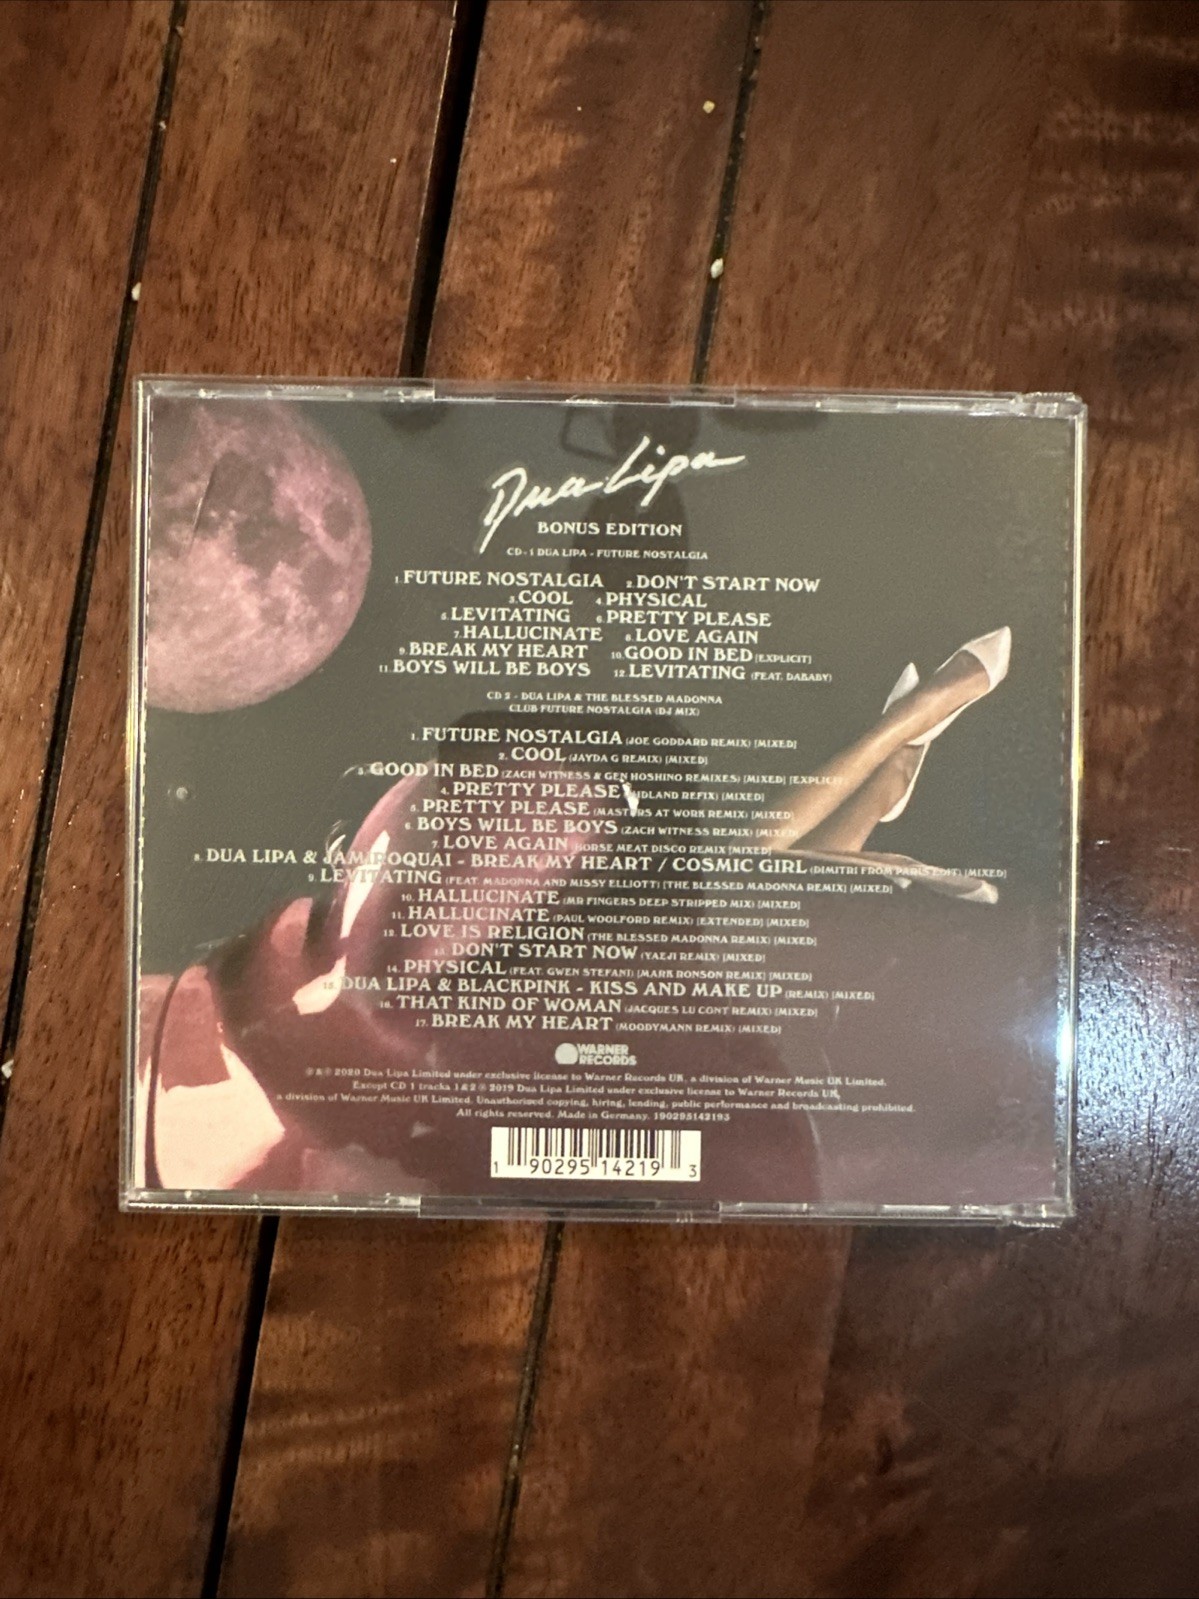 Dua Lipa
BONUS EDITION
CD-1 DUA LIPA - FUTURE NOSTALGIA
1. FUTURE NOSTALGIA 2. DON'T START NOW
3. COOL 4. PHYSICAL
5. LEVITATING 6. PRETTY PLEASE
7. HALLUCINATE 8. LOVE AGAIN
9. BREAK MY HEART 10. GOOD IN BED [EXPLICIT]
11. BOYS WILL BE BOYS 12. LEVITATING (FEAT. DABABY)
CD 2 - DUA LIPA & THE BLESSED MADONNA
CLUB FUTURE NOSTALGIA (DJ MIX)
1. FUTURE NOSTALGIA (JOE GODDARD REMIX) [MIXED]
2. COOL (JAYDA G REMIX) [MIXED]
3. GOOD IN BED (ZACH WITNESS & GEN HOSHINO REMIXES) [MIXED] [EXPLICIT]
4. PRETTY PLEASE (MIDLAND REFIX) [MIXED]
5. PRETTY PLEASE (MASTERS AT WORK REMIX) [MIXED]
6. BOYS WILL BE BOYS (ZACH WITNESS REMIX) [MIXED]
7. LOVE AGAIN (HORSE MEAT DISCO REMIX [MIXED]
8. DUA LIPA & JAMIROQUAI - BREAK MY HEART / COSMIC GIRL (DIMITRI FROM PARIS EDIT) [MIXED]
9. LEVITATING (FEAT. MADONNA AND MISSY ELLIOTT) [THE BLESSED MADONNA REMIX] [MIXED]
10. HALLUCINATE (MR FINGERS DEEP STRIPPED MIX) [MIXED]
11. HALLUCINATE (PAUL WOOLFORD REMIX) [EXTENDED] [MIXED]
12. LOVE IS RELIGION (THE BLESSED MADONNA REMIX) [MIXED]
13. DON'T START NOW (YAEJI REMIX) [MIXED]
14. PHYSICAL (FEAT. GWEN STEFANI) [MARK RONSON REMIX] [MIXED]
15. DUA LIPA & BLACKPINK - KISS AND MAKE UP (REMIX) [MIXED]
16. THAT KIND OF WOMAN (JACQUES LU CONT REMIX) [MIXED]
17. BREAK MY HEART (MOODYMANN REMIX) [MIXED]
WARNER
RECORDS
℗ & © 2020 Dua Lipa Limited under exclusive license to Warner Records UK, a division of Warner Music UK Limited.
Except CD 1 tracks 1 & 2 ℗ 2019 Dua Lipa Limited under exclusive license to Warner Records UK,
a division of Warner Music UK Limited. Unauthorised copying, hiring, lending, public performance and broadcasting prohibited.
All rights reserved. Made in Germany. 190295142193
1 90295 14219 3